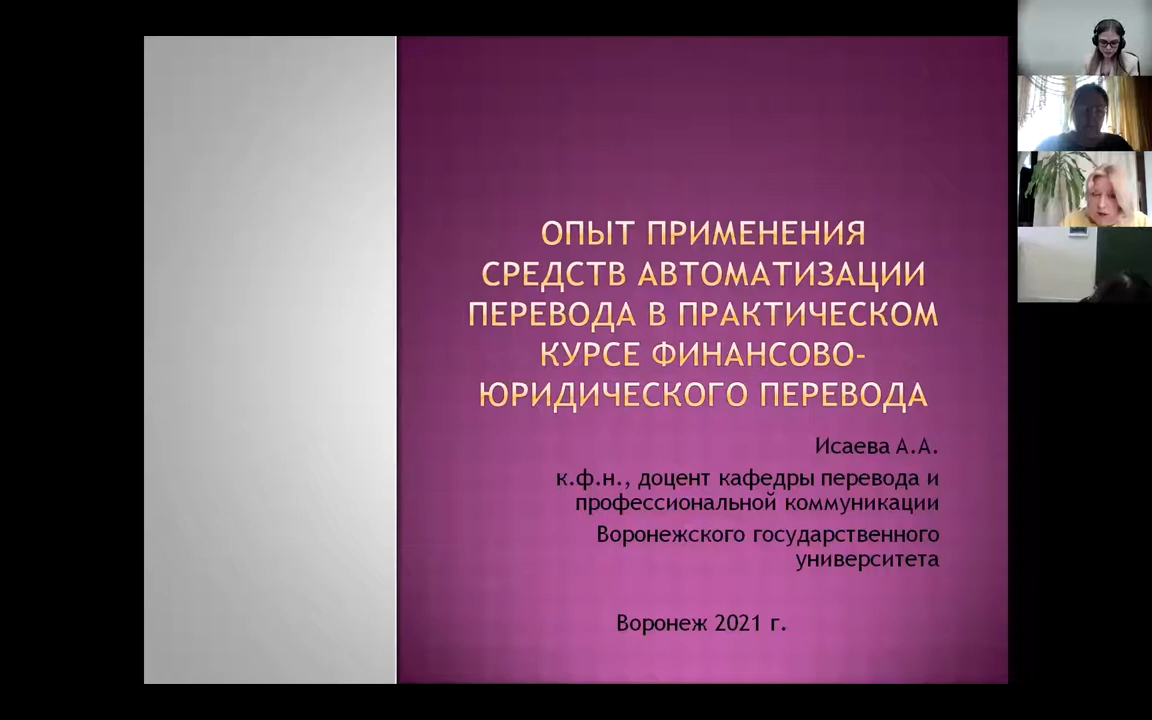 ОПЫТ ПРИМЕНЕНИЯ
СРЕДСТВ АВТОМАТИЗАЦИИ
ПЕРЕВОДА В ПРАКТИЧЕСКОМ
КУРСЕ ФИНАНСОВО-
ЮРИДИЧЕСКОГО ПЕРЕВОДА
Исаева А.А.
к.ф.н., доцент кафедры перевода и
профессиональной коммуникации
Воронежского государственного
университета
Воронеж 2021 г.